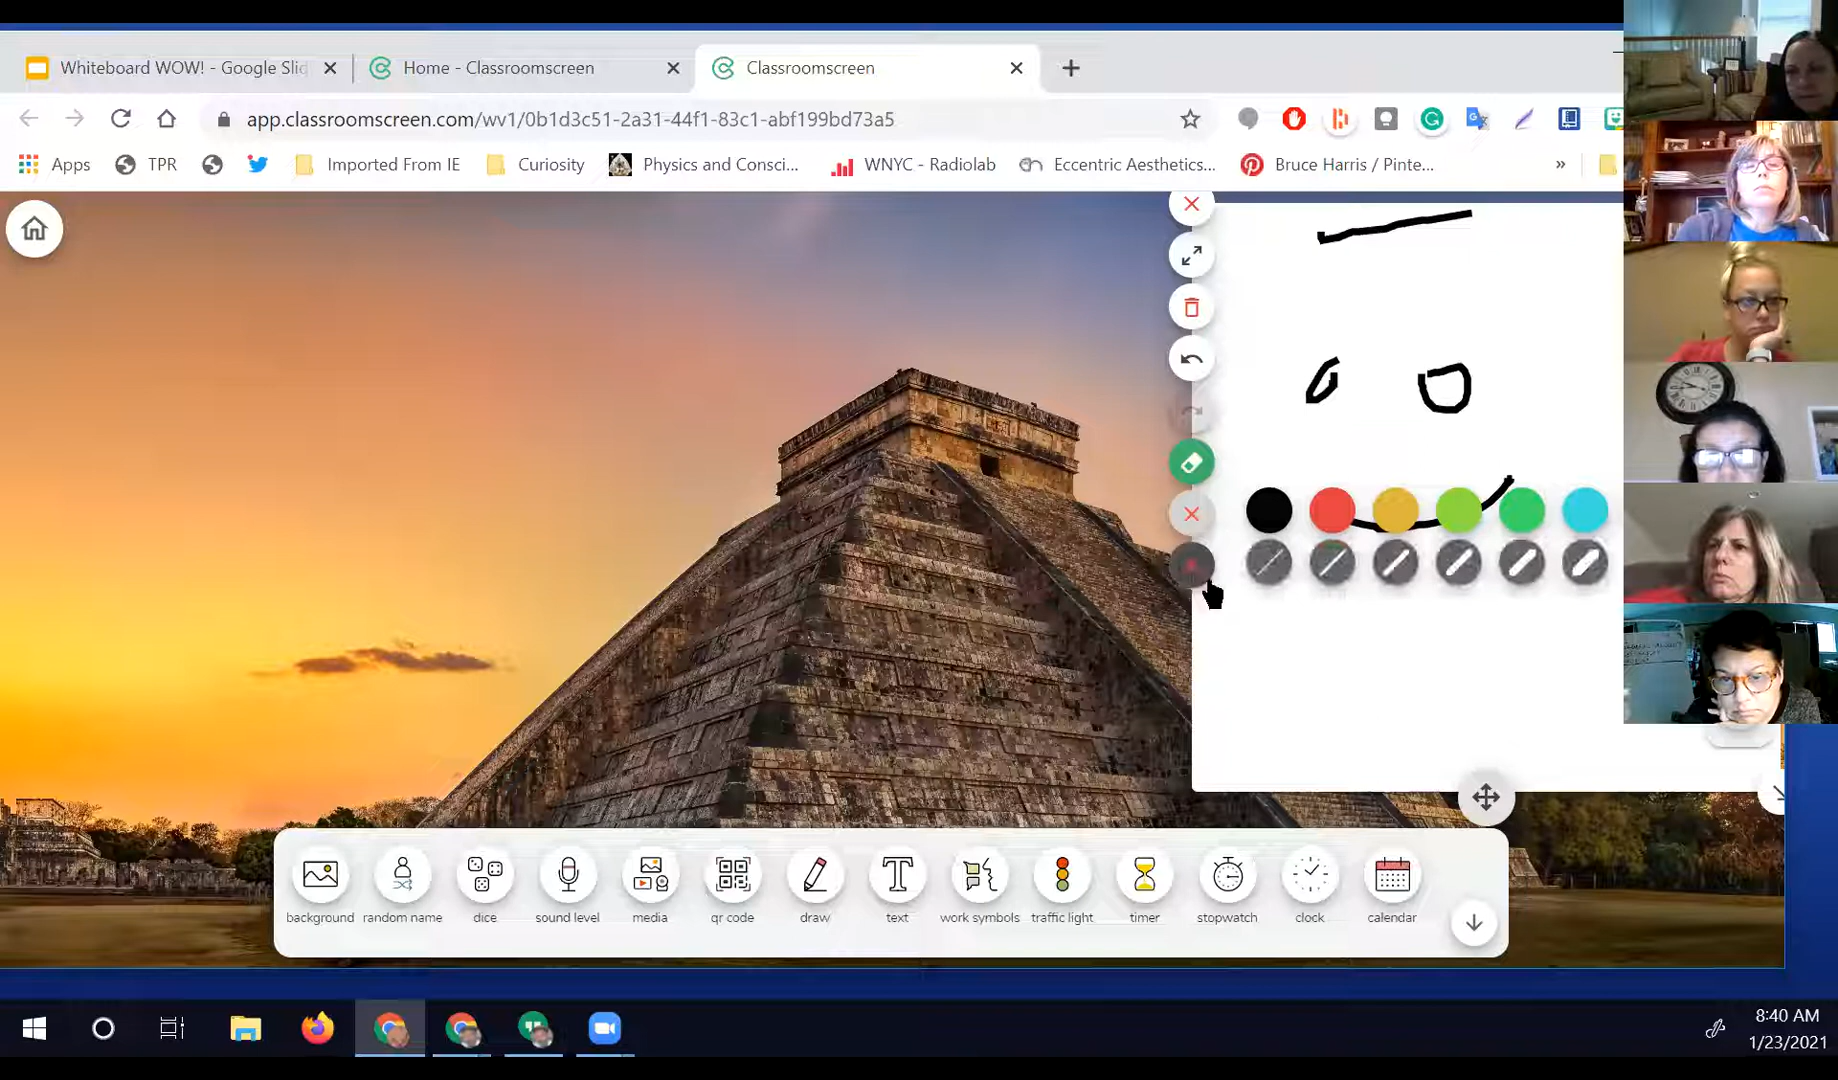 Whiteboard WOW! - Google Slid
Home - Classroomscreen
Classroomscreen
app.classroomscreen.com/wv1/0b1d3c51-2a31-44f1-83c1-abf199bd73a5
Apps
TPR
Imported From IE
Curiosity
Physics and Consci...
WNYC - Radiolab
Eccentric Aesthetics...
Bruce Harris / Pinte...
»
background
random name
dice
sound level
media
qr code
draw
text
work symbols
traffic light
timer
stopwatch
clock
calendar
8:40 AM
1/23/2021